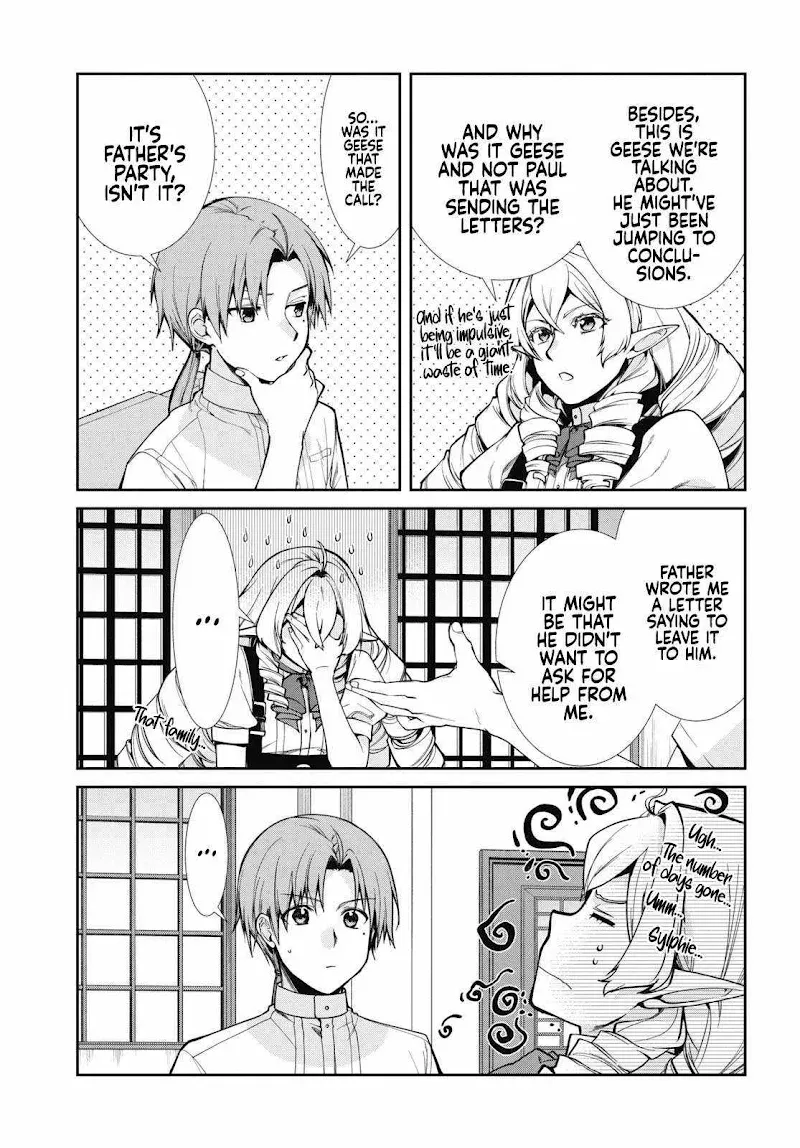 BESIDES,
THIS IS
GEESE WE'RE
TALKING
ABOUT.
HE MIGHT'VE
JUST BEEN
JUMPING TO
CONCLU-
SIONS.
AND WHY
WAS IT GEESE
AND NOT PAUL
THAT WAS
SENDING THE
LETTERS?
And if he's just
being impulsive,
it'll be a giant
waste of time.
SO...
WAS IT
GEESE
THAT
MADE
THE
CALL?
IT'S
FATHER'S
PARTY,
ISN'T IT?
FATHER
WROTE ME
A LETTER
SAYING TO
LEAVE IT
TO HIM.
IT MIGHT
BE THAT
HE DIDN'T
WANT TO
ASK FOR
HELP FROM
ME.
...
That family...
Ugh...
The number
of days gone...
Umm...
Sylphie...
...